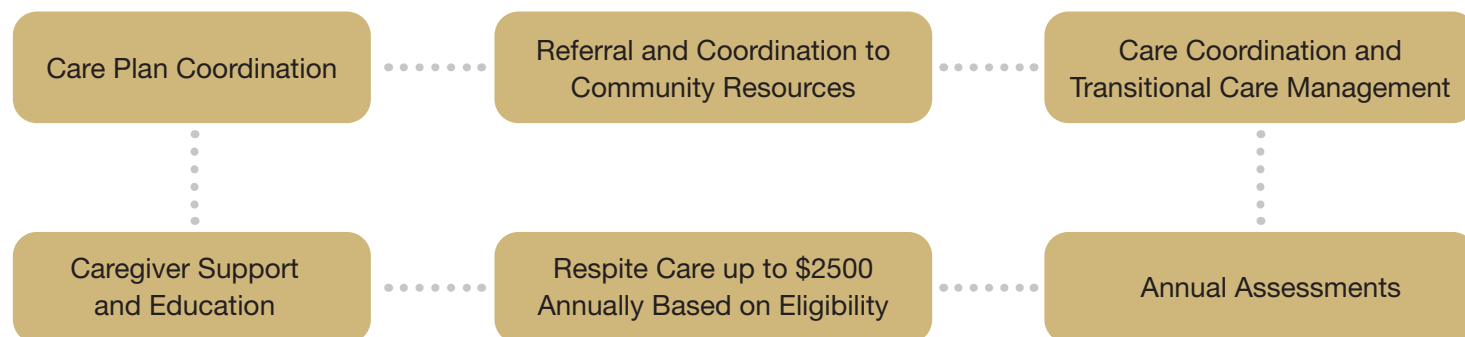 Care Plan Coordination
Referral and Coordination to
Community Resources
Care Coordination and
Transitional Care Management
Caregiver Support
and Education
Respite Care up to $2500
Annually Based on Eligibility
Annual Assessments